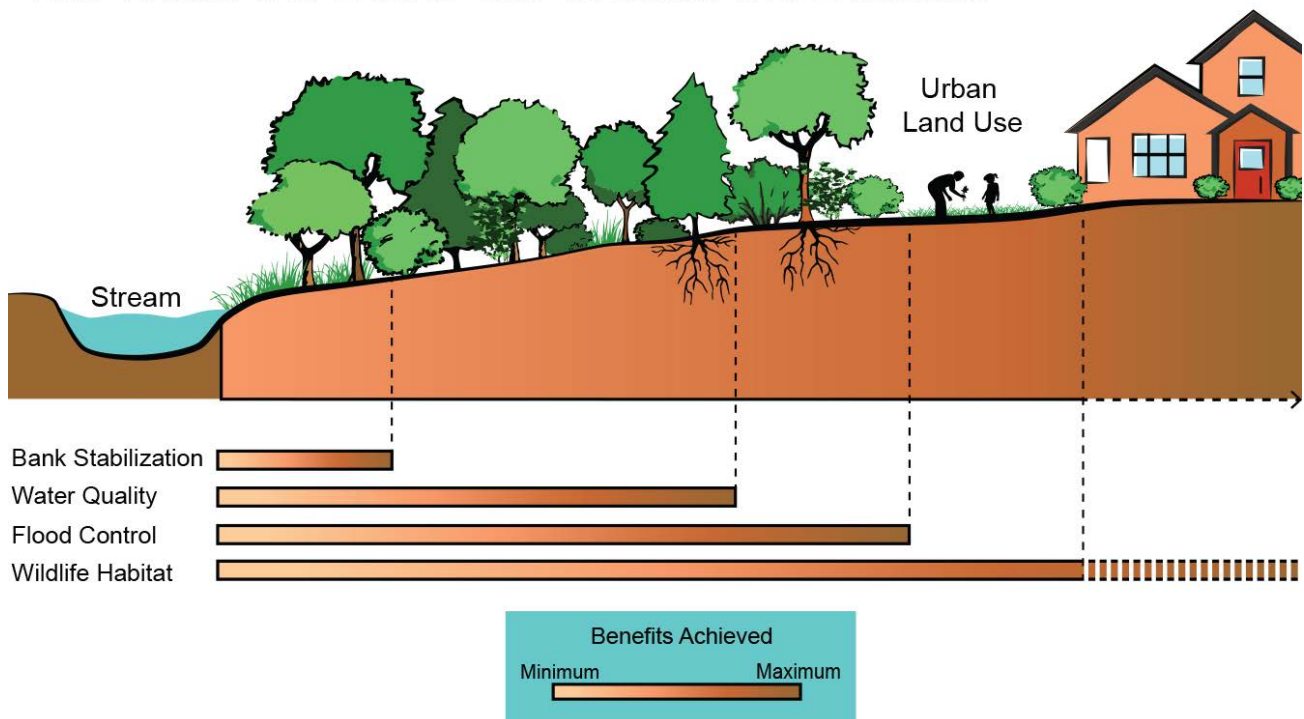 Urban
Land Use
Stream
Bank Stabilization
Water Quality
Flood Control
Wildlife Habitat
Benefits Achieved
Minimum Maximum